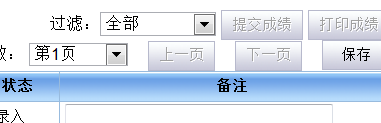 过滤： 全部 提交成绩 打印成绩
数： 第1页 上一页 下一页 保存
状态 备注
录入